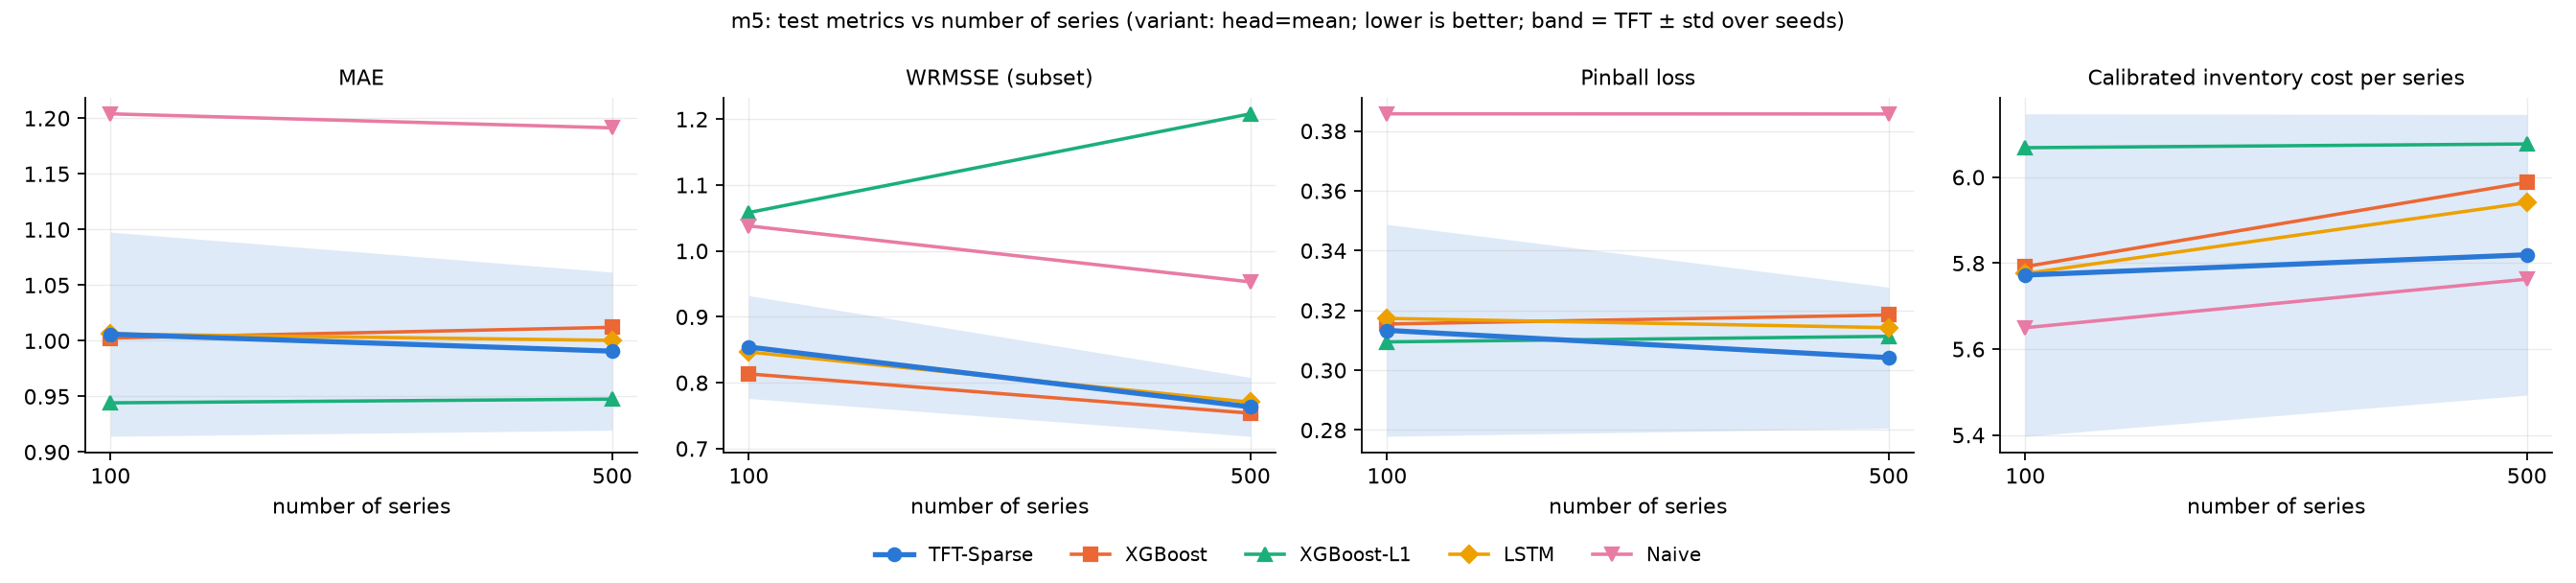 m5: test metrics vs number of series (variant: head=mean; lower is better; band = TFT ± std over seeds)
MAE
1.20
1.15
1.10
1.05
1.00
0.95
0.90
100
500
number of series
WRMSSE (subset)
1.2
1.1
1.0
0.9
0.8
0.7
100
500
number of series
Pinball loss
0.38
0.36
0.34
0.32
0.30
0.28
100
500
number of series
Calibrated inventory cost per series
6.0
5.8
5.6
5.4
100
500
number of series
TFT-Sparse
XGBoost
XGBoost-L1
LSTM
Naive